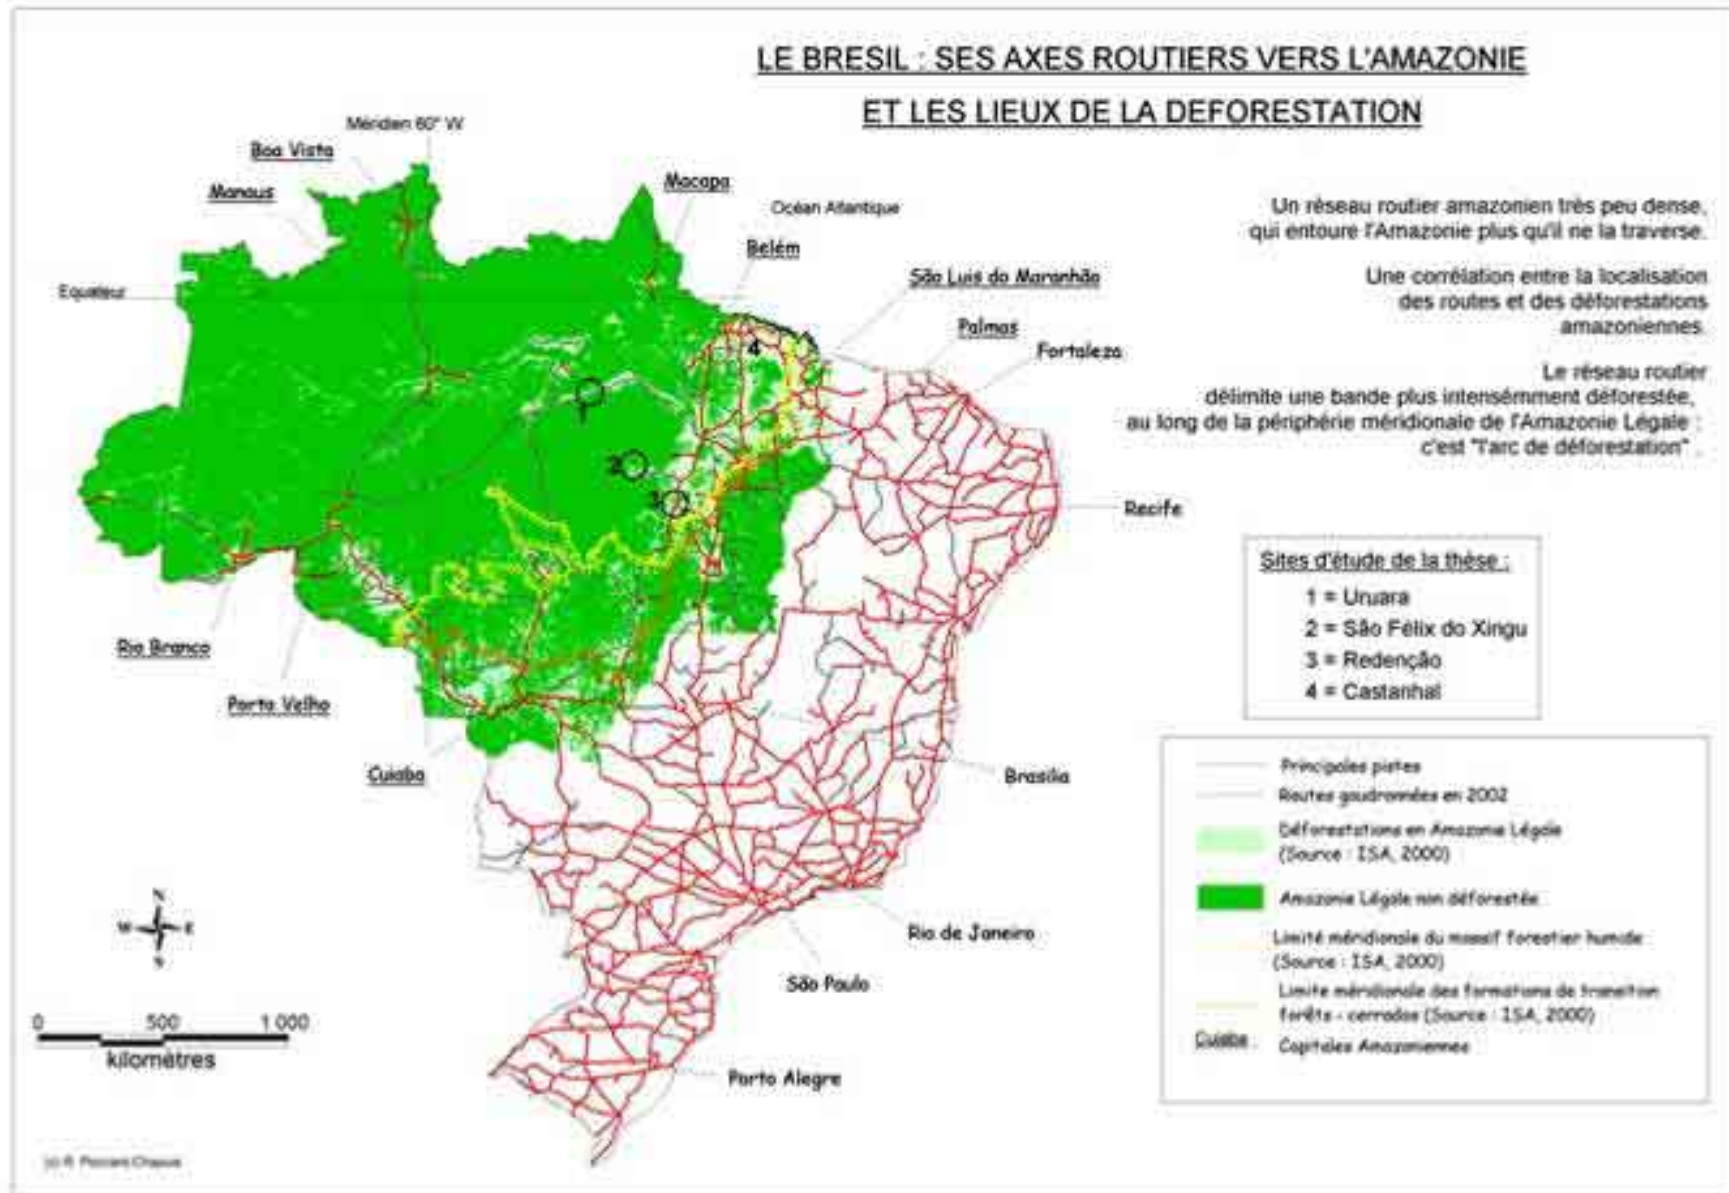 LE BRESIL : SES AXES ROUTIERS VERS L'AMAZONIE
ET LES LIEUX DE LA DEFORESTATION
Méridien 60° W
Boa Vista
Manaus
Macapa
Océan Atlantique
Belém
Equateur
São Luis do Maranhão
Palmas
Fortaleza
Un réseau routier amazonien très peu dense,
qui entoure l'Amazonie plus qu'il ne la traverse.
Une corrélation entre la localisation
des routes et des déforestations
amazoniennes.
Le réseau routier
délimite une bande plus intensémment déforestée,
au long de la périphérie méridionale de l'Amazonie Légale :
c'est "l'arc de déforestation" .
4
1
2
3
Recife
Rio Branco
Porto Velho
Cuiaba
Brasilia
Rio de Janeiro
São Paulo
Porto Alegre
Sites d'étude de la thèse :
1 = Uruara
2 = São Félix do Xingu
3 = Redenção
4 = Castanhal
Principales pistes
Routes goudronnées en 2002
Déforestations en Amazonie Légale
(Source : ISA, 2000)
Amazonie Légale non déforestée
Limité méridionale du massif forestier humide
(Source : ISA, 2000)
Limite méridionale des formations de transition
forêts - cerrados (Source : ISA, 2000)
Cuiaba : Capitales Amazoniennes
N
W E
S
0 500 1 000
kilomètres